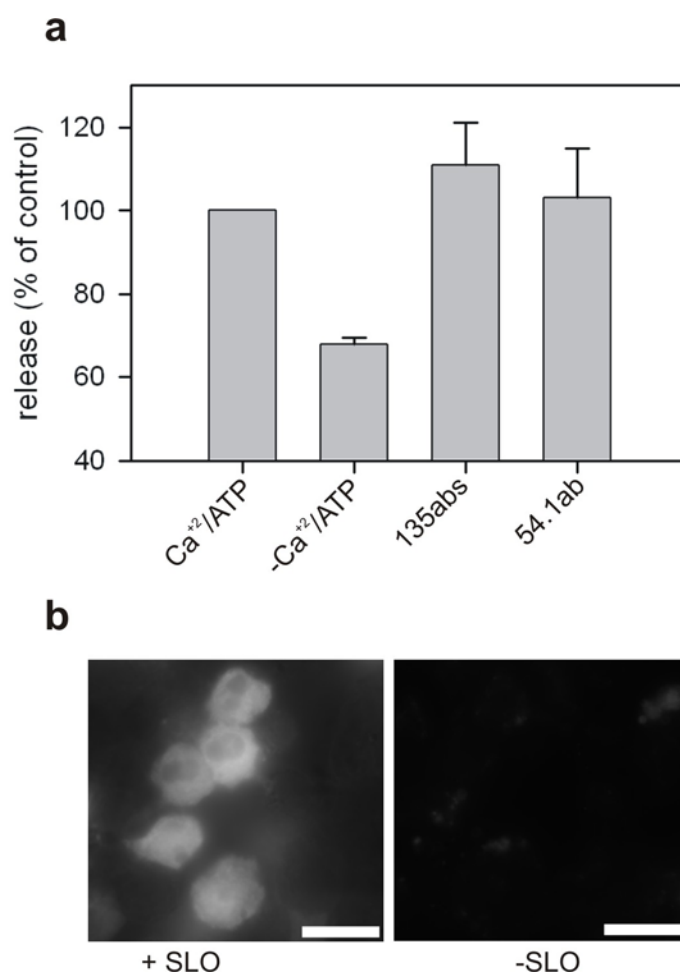 a
release (% of control)
120
100
80
60
40
Ca⁺²/ATP
-Ca⁺²/ATP
135abs
54.1ab
b
+ SLO
-SLO